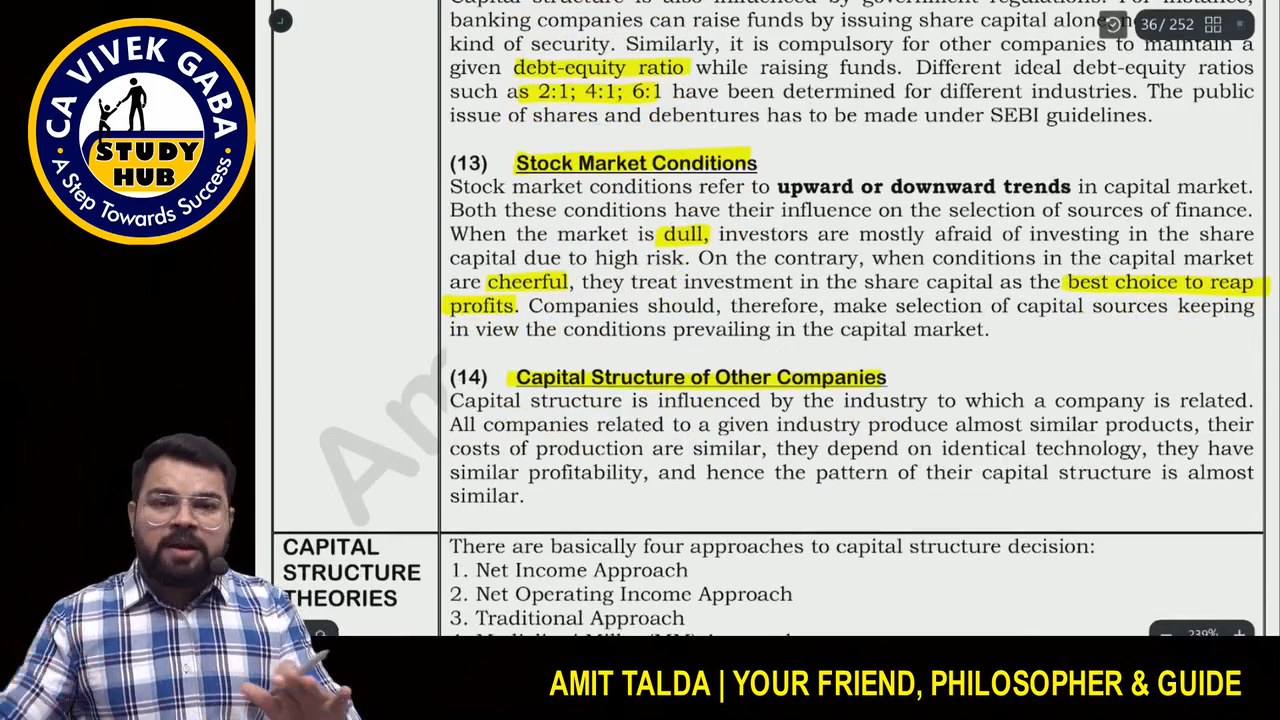 CA VIVEK GABA
STUDY
HUB
· A Step Towards Success ·
36 / 252
banking companies can raise funds by issuing share capital alone
kind of security. Similarly, it is compulsory for other companies to maintain a
given debt-equity ratio while raising funds. Different ideal debt-equity ratios
such as 2:1; 4:1; 6:1 have been determined for different industries. The public
issue of shares and debentures has to be made under SEBI guidelines.
(13) Stock Market Conditions
Stock market conditions refer to upward or downward trends in capital market.
Both these conditions have their influence on the selection of sources of finance.
When the market is dull, investors are mostly afraid of investing in the share
capital due to high risk. On the contrary, when conditions in the capital market
are cheerful, they treat investment in the share capital as the best choice to reap
profits. Companies should, therefore, make selection of capital sources keeping
in view the conditions prevailing in the capital market.
(14) Capital Structure of Other Companies
Capital structure is influenced by the industry to which a company is related.
All companies related to a given industry produce almost similar products, their
costs of production are similar, they depend on identical technology, they have
similar profitability, and hence the pattern of their capital structure is almost
similar.
Am
CAPITAL
STRUCTURE
THEORIES
There are basically four approaches to capital structure decision:
1. Net Income Approach
2. Net Operating Income Approach
3. Traditional Approach
239%
AMIT TALDA | YOUR FRIEND, PHILOSOPHER & GUIDE